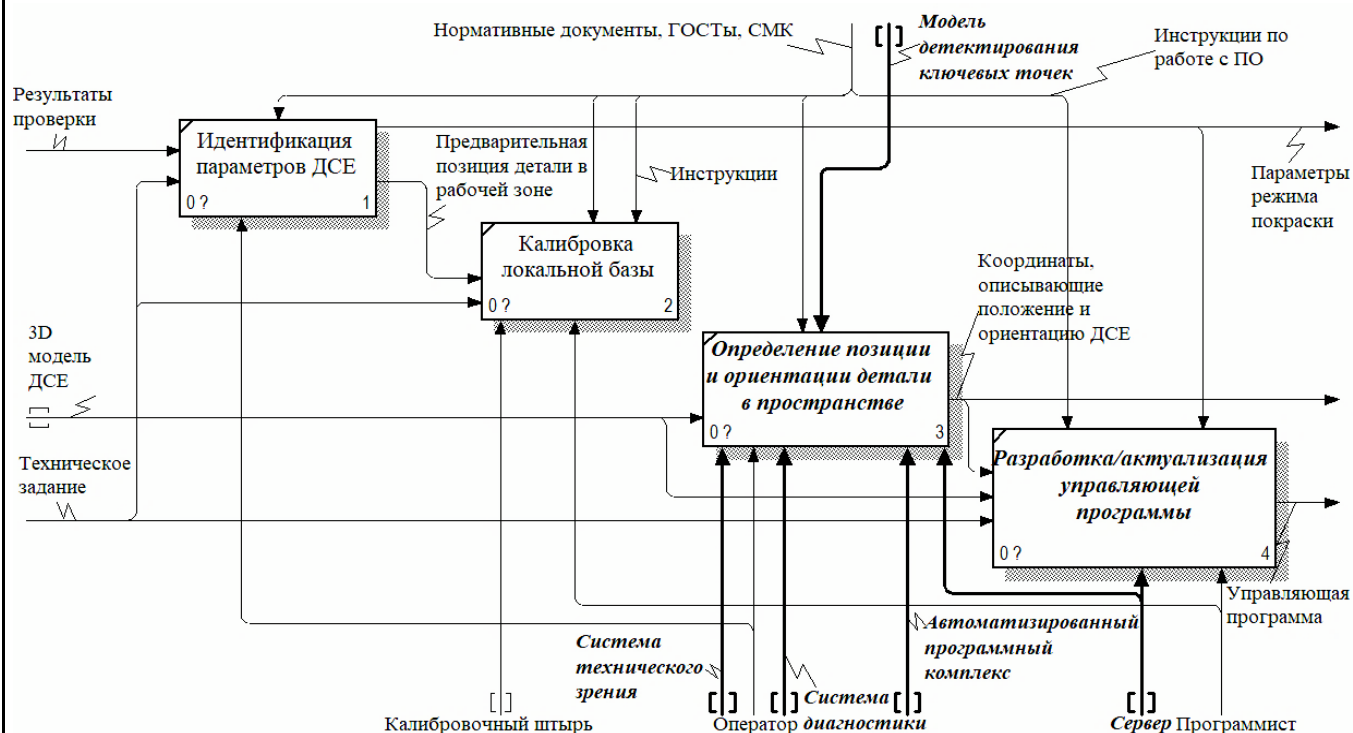 Нормативные документы, ГОСТы, СМК
Модель
детектирования
ключевых точек
Инструкции по
работе с ПО
Результаты
проверки
Идентификация
параметров ДСЕ
0 ?
1
Предварительная
позиция детали в
рабочей зоне
Инструкции
Параметры
режима
покраски
Калибровка
локальной базы
0 ?
2
Координаты,
описывающие
положение и
ориентацию ДСЕ
3D
модель
ДСЕ
Определение позиции
и ориентации детали
в пространстве
0 ?
3
Техническое
задание
Разработка/актуализация
управляющей
программы
0 ?
4
Управляющая
программа
Система
технического
зрения
Автоматизированный
программный
комплекс
Калибровочный штырь
Оператор
Система
диагностики
Сервер
Программист